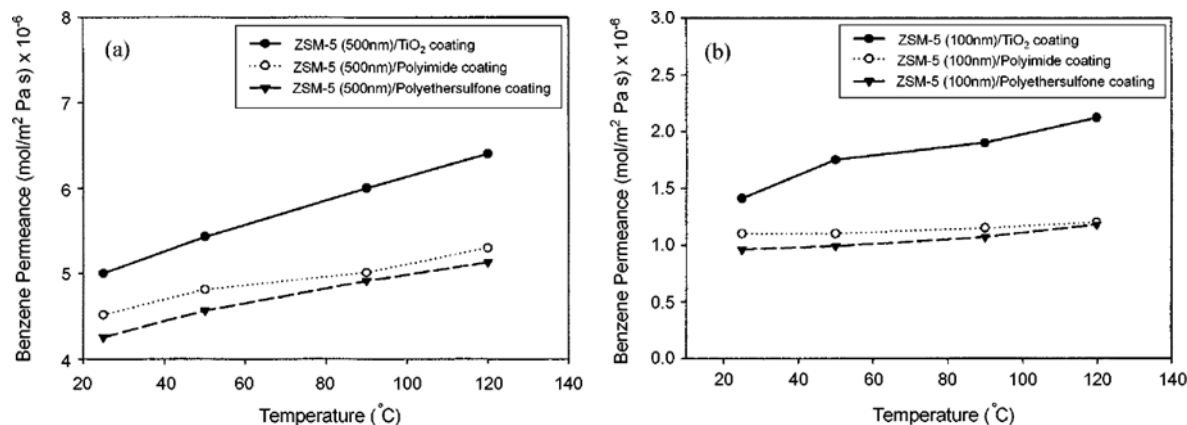 (a)
ZSM-5 (500nm)/TiO₂ coating
ZSM-5 (500nm)/Polyimide coating
ZSM-5 (500nm)/Polyethersulfone coating
Benzene Permeance (mol/m² Pa s) x 10⁻⁶
8
7
6
5
4
20
40
60
80
100
120
140
Temperature (°C)
(b)
ZSM-5 (100nm)/TiO₂ coating
ZSM-5 (100nm)/Polyimide coating
ZSM-5 (100nm)/Polyethersulfone coating
Benzene Permeance (mol/m² Pa s) x 10⁻⁶
3.0
2.5
2.0
1.5
1.0
0.5
0.0
20
40
60
80
100
120
140
Temperature (°C)